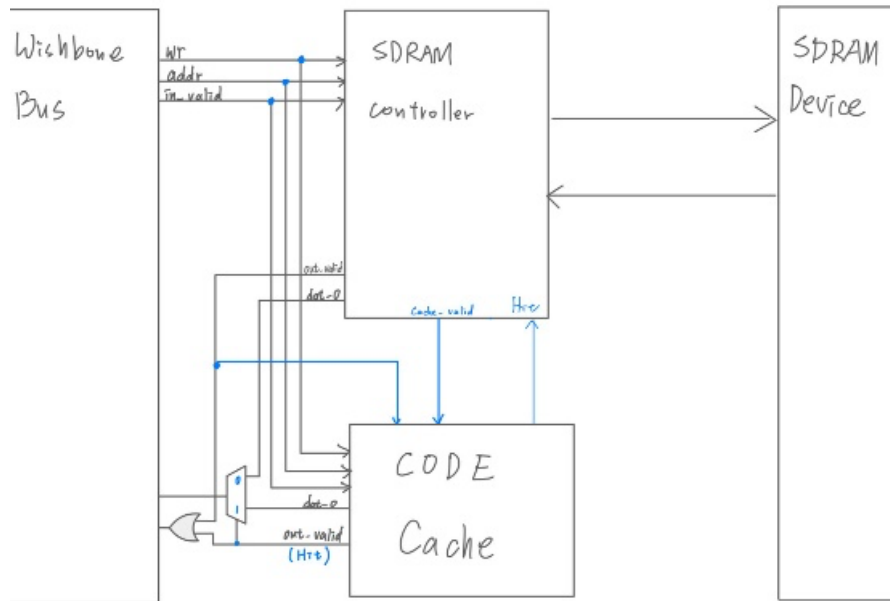 Wishbone
Bus
wr
addr
in_valid
SDRAM
controller
SDRAM
Device
out_valid
dat_o
Cache_valid
Hit
0
1
CODE
Cache
dat_o
out_valid
(Hit)